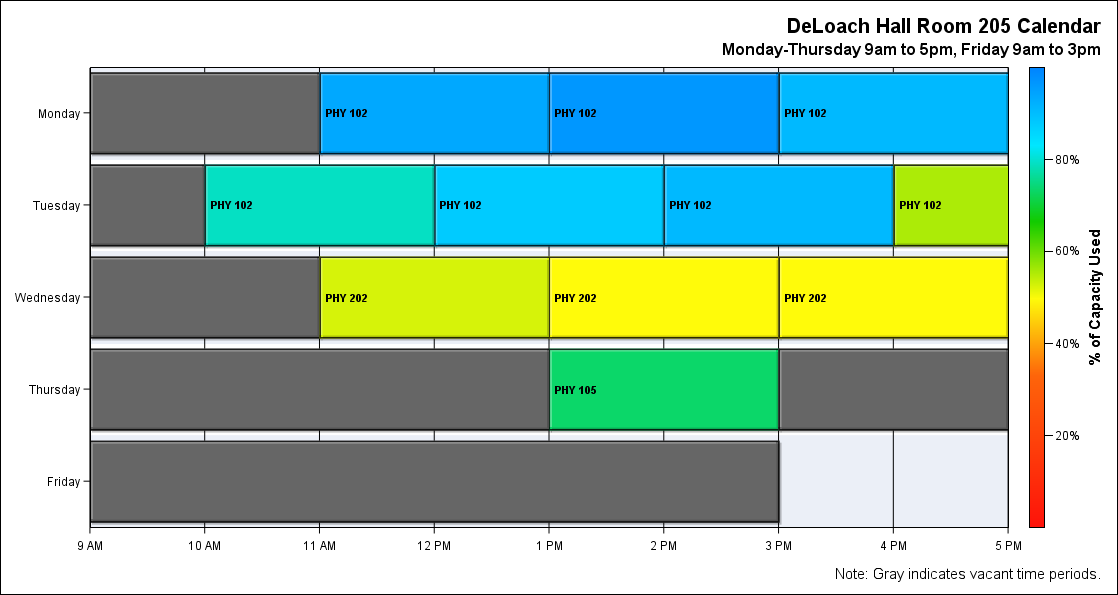 DeLoach Hall Room 205 Calendar
Monday-Thursday 9am to 5pm, Friday 9am to 3pm
Monday
PHY 102
PHY 102
PHY 102
Tuesday
PHY 102
PHY 102
PHY 102
PHY 102
Wednesday
PHY 202
PHY 202
PHY 202
Thursday
PHY 105
Friday
9 AM
10 AM
11 AM
12 PM
1 PM
2 PM
3 PM
4 PM
5 PM
80%
60%
40%
20%
% of Capacity Used
Note: Gray indicates vacant time periods.